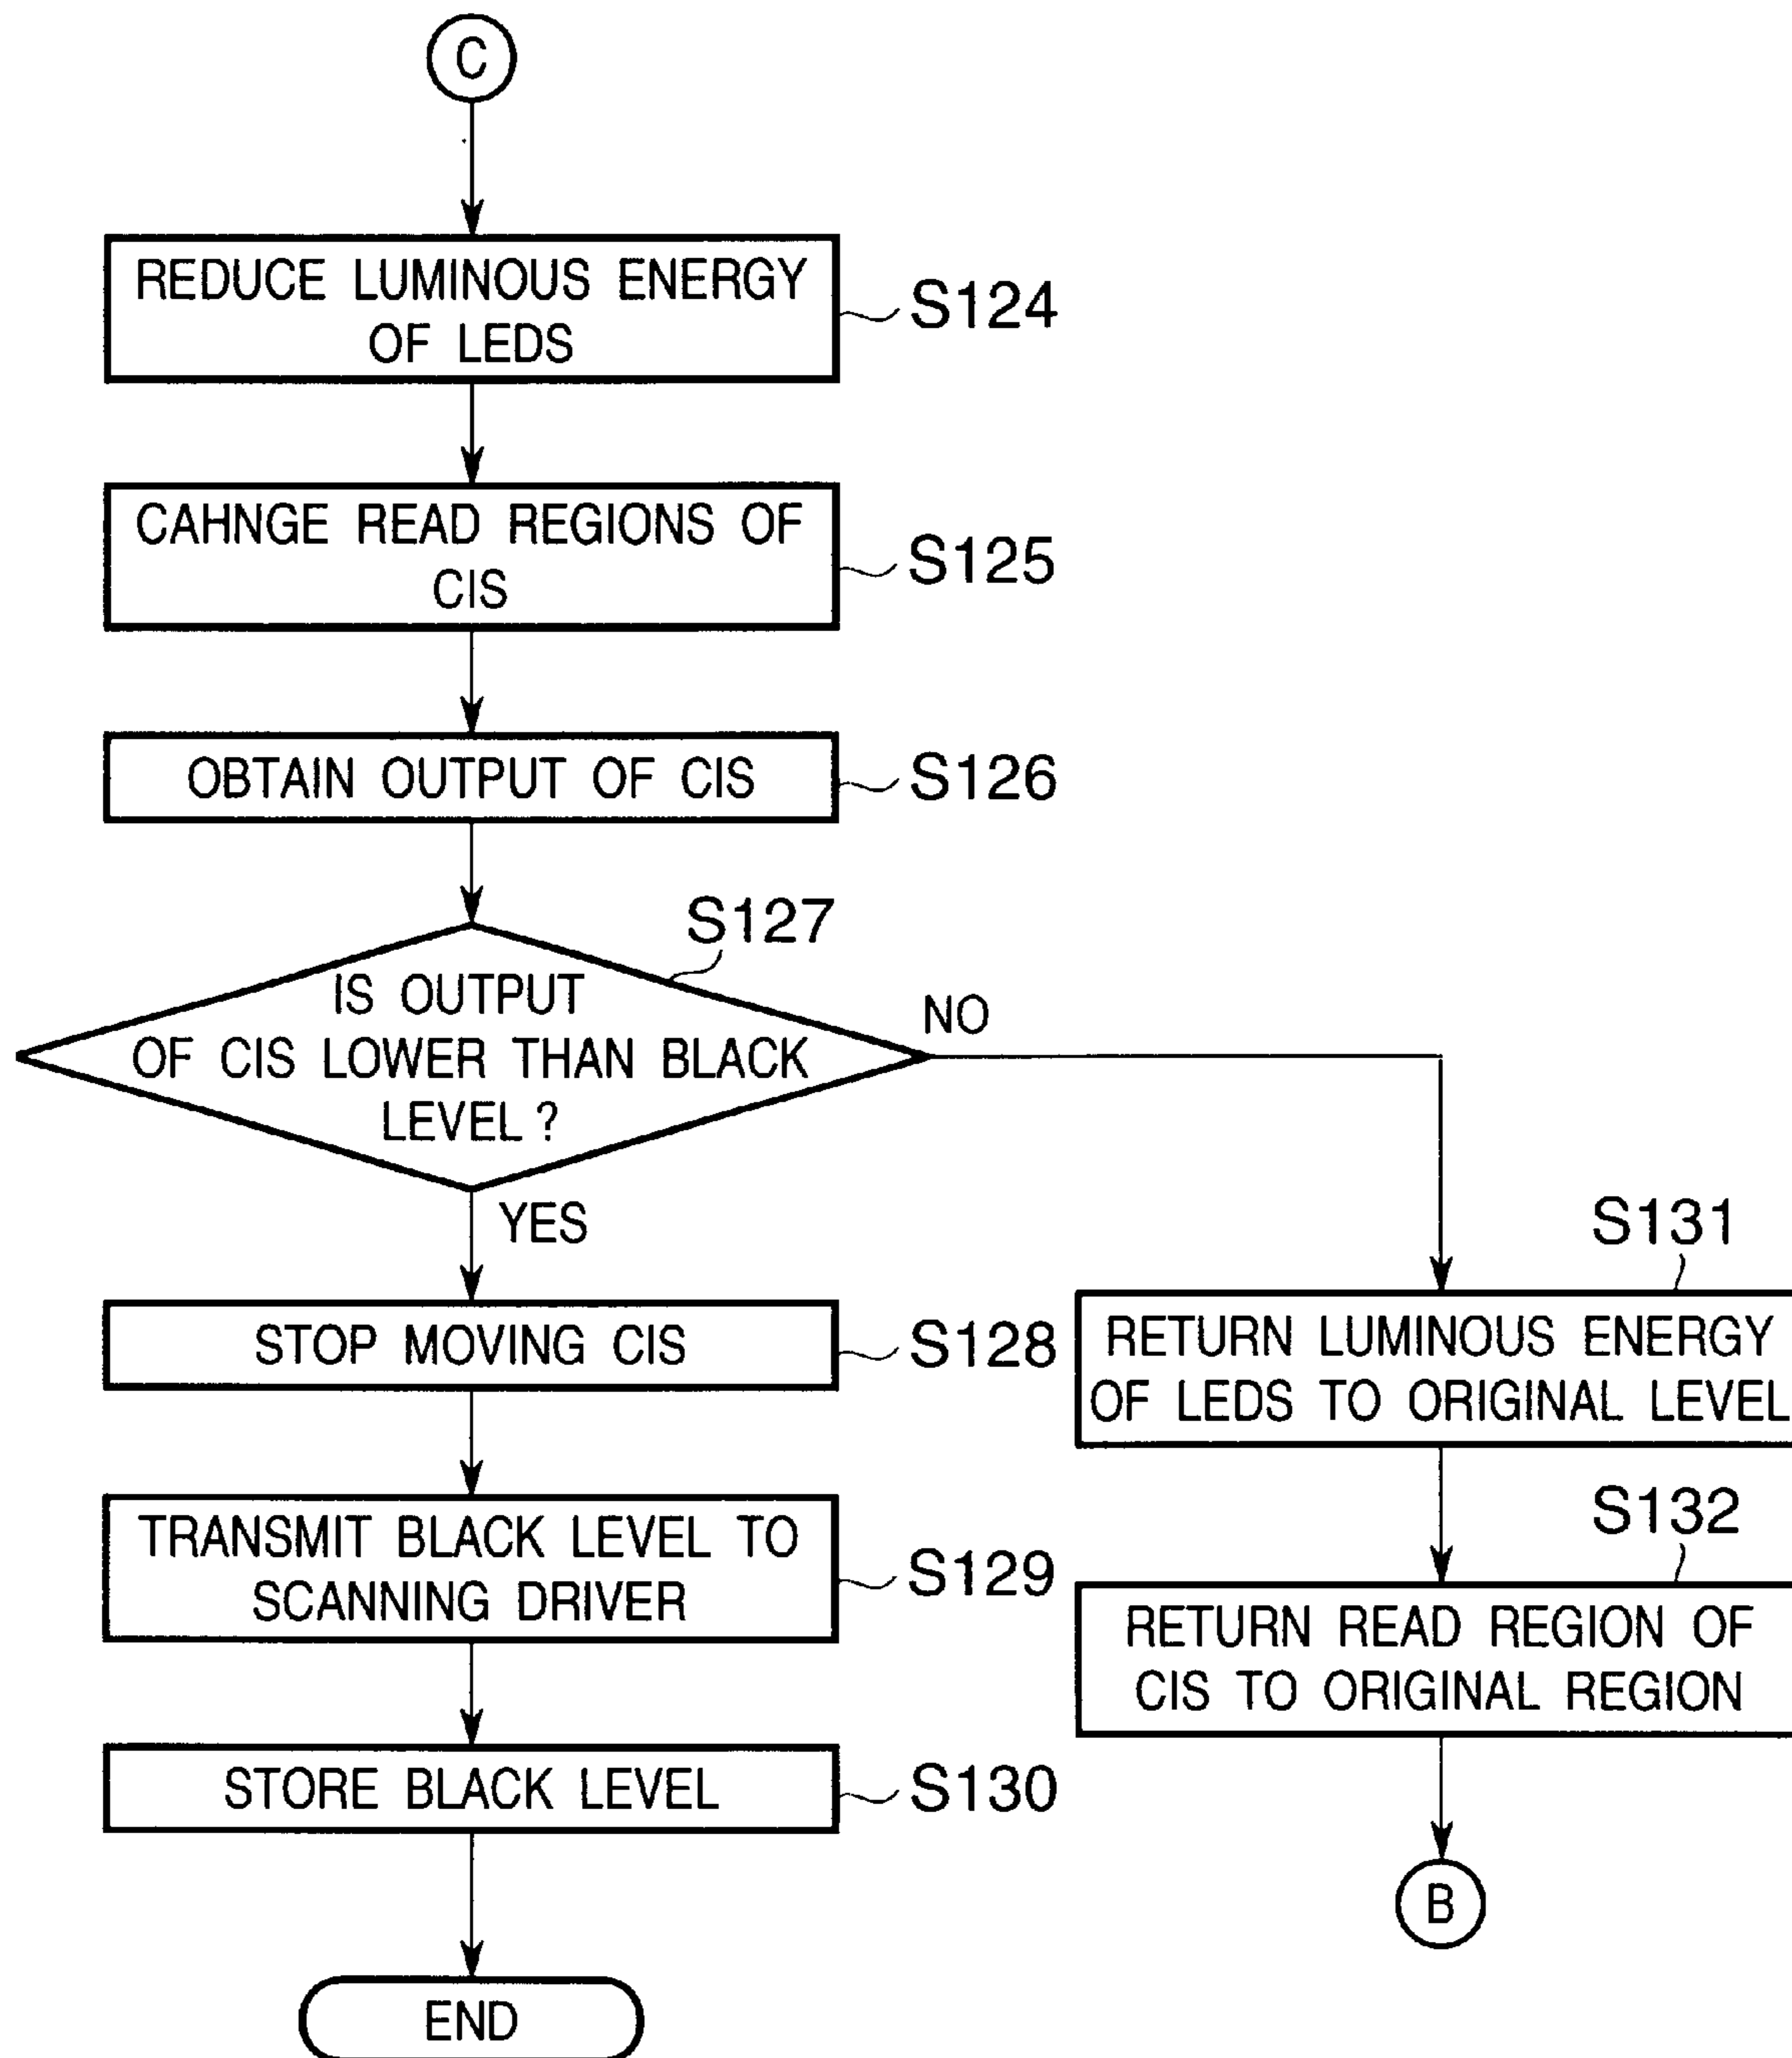 C
REDUCE LUMINOUS ENERGY
OF LEDS
S124
CAHNGE READ REGIONS OF
CIS
S125
OBTAIN OUTPUT OF CIS
S126
S127
IS OUTPUT
OF CIS LOWER THAN BLACK
LEVEL?
NO
YES
STOP MOVING CIS
S128
TRANSMIT BLACK LEVEL TO
SCANNING DRIVER
S129
STORE BLACK LEVEL
S130
END
S131
RETURN LUMINOUS ENERGY
OF LEDS TO ORIGINAL LEVEL
S132
RETURN READ REGION OF
CIS TO ORIGINAL REGION
B